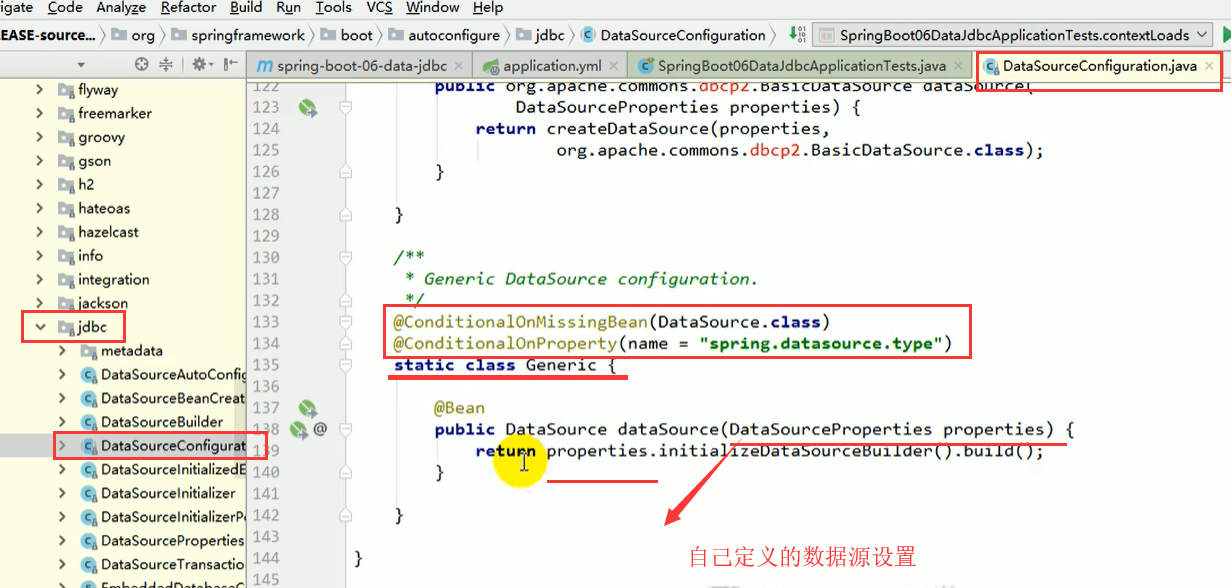 igate Code Analyze Refactor Build Run Tools VCS Window Help
EASE-source... org springframework boot autoconfigure jdbc DataSourceConfiguration SpringBoot06DataJdbcApplicationTests.contextLoads
spring-boot-06-data-jdbc application.yml SpringBoot06DataJdbcApplicationTests.java DataSourceConfiguration.java
flyway
freemarker
groovy
gson
h2
hateoas
hazelcast
info
integration
jackson
jdbc
metadata
DataSourceAutoConfig
DataSourceBeanCreat
DataSourceBuilder
DataSourceConfigurat
DataSourceInitializedE
DataSourceInitializer
DataSourceInitializerPo
DataSourceProperties
DataSourceTransactio
EmbeddedDatabaseC
122 public org.apache.commons.dbcp2.BasicDataSource dataSource(
123 DataSourceProperties properties) {
124 return createDataSource(properties,
125 org.apache.commons.dbcp2.BasicDataSource.class);
126 }
127
128 }
129
130 /**
131 * Generic DataSource configuration.
132 */
133 @ConditionalOnMissingBean(DataSource.class)
134 @ConditionalOnProperty(name = "spring.datasource.type")
135 static class Generic {
136
137 @Bean
138 public DataSource dataSource(DataSourceProperties properties) {
139 return properties.initializeDataSourceBuilder().build();
140 }
141
142 }
143
144 }
145
自己定义的数据源设置